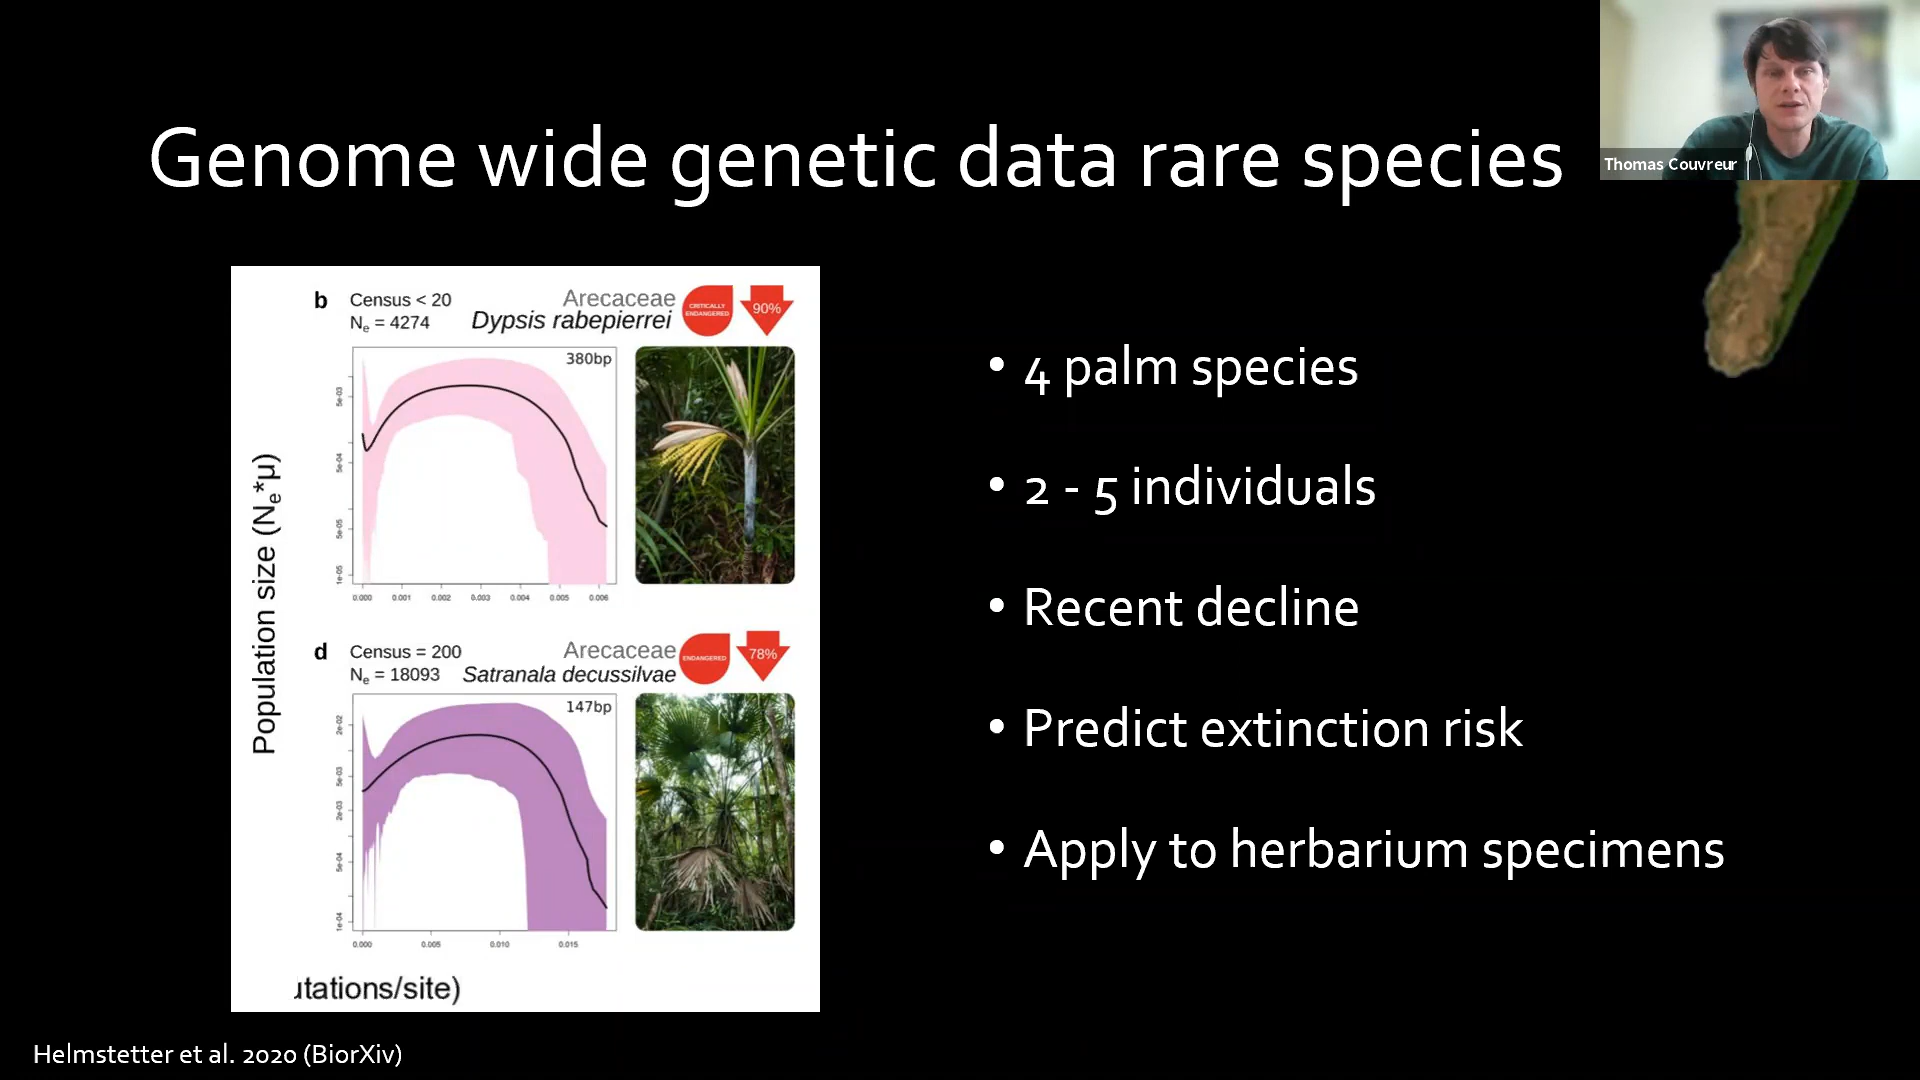 Genome wide genetic data rare species
Thomas Couvreur
b
Census < 20
Ne = 4274
Arecaceae
Dypsis rabepierrei
CRITICALLY
ENDANGERED
90%
380bp
5e-03
5e-04
5e-05
1e-05
0.000 0.001 0.002 0.003 0.004 0.005 0.006
Population size (Ne*μ)
d
Census = 200
Ne = 18093
Arecaceae
Satranala decussilvae
ENDANGERED
78%
147bp
2e-02
5e-03
2e-03
5e-04
1e-04
0.000 0.005 0.010 0.015
utations/site)
• 4 palm species
• 2 - 5 individuals
• Recent decline
• Predict extinction risk
• Apply to herbarium specimens
Helmstetter et al. 2020 (BiorXiv)